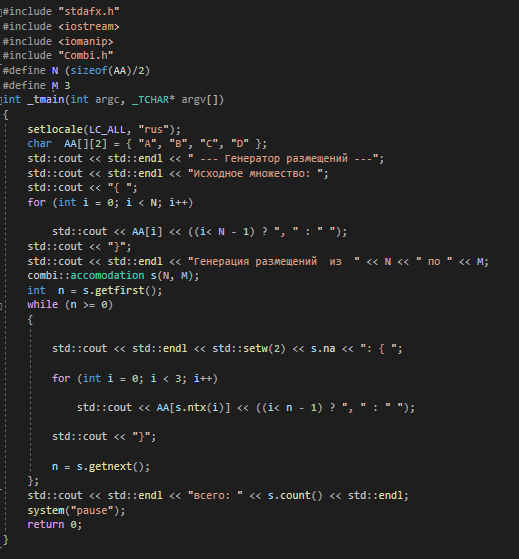 #include "stdafx.h"
#include <iostream>
#include <iomanip>
#include "Combi.h"
#define N (sizeof(AA)/2)
#define M 3
int _tmain(int argc, _TCHAR* argv[])
{
setlocale(LC_ALL, "rus");
char  AA[][2] = { "A", "B", "C", "D" };
std::cout << std::endl << " --- Генератор размещений ---";
std::cout << std::endl << "Исходное множество: ";
std::cout << "{ ";
for (int i = 0; i < N; i++)
std::cout << AA[i] << ((i< N - 1) ? ", " : " ");
std::cout << "}";
std::cout << std::endl << "Генерация размещений  из  " << N << " по " << M;
combi::accomodation s(N, M);
int  n = s.getfirst();
while (n >= 0)
{
std::cout << std::endl << std::setw(2) << s.na << ": { ";
for (int i = 0; i < 3; i++)
std::cout << AA[s.ntx(i)] << ((i< n - 1) ? ", " : " ");
std::cout << "}";
n = s.getnext();
};
std::cout << std::endl << "всего: " << s.count() << std::endl;
system("pause");
return 0;
}